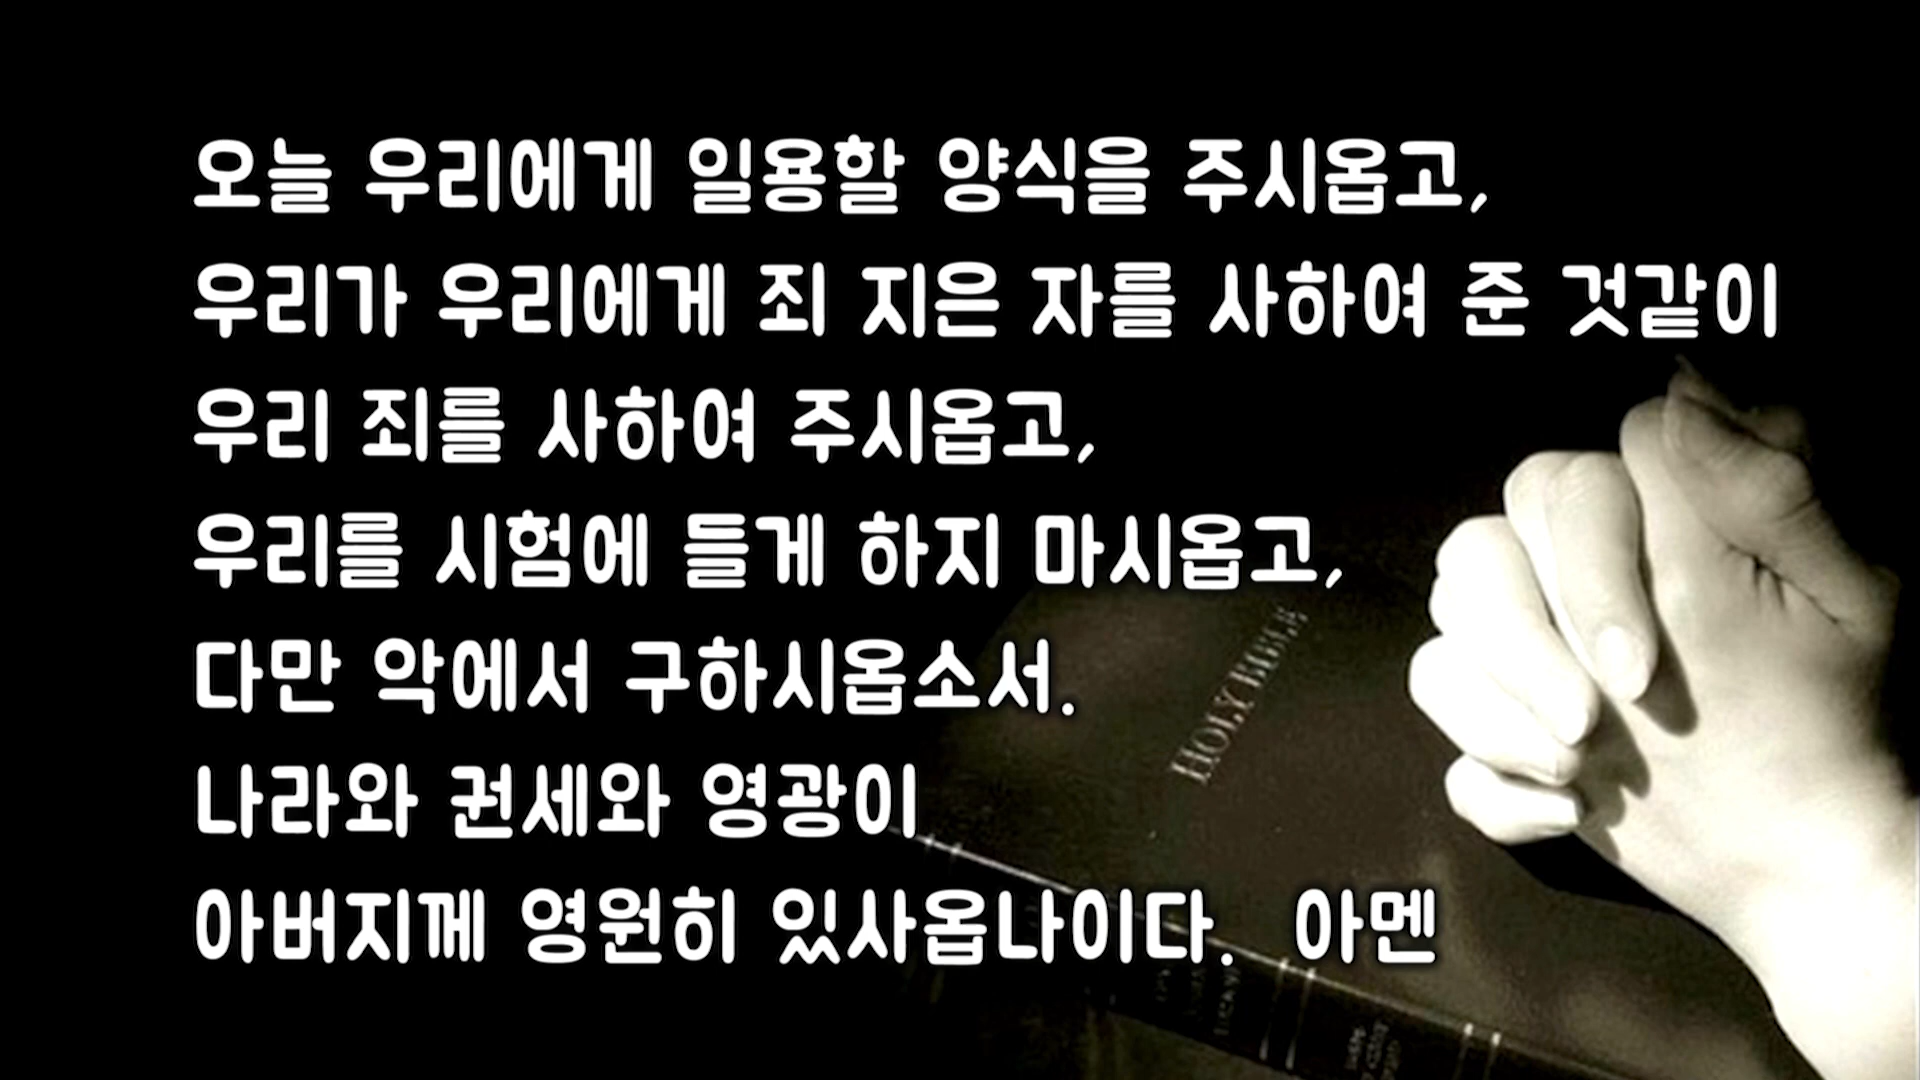 오늘 우리에게 일용할 양식을 주시옵고,
우리가 우리에게 죄 지은 자를 사하여 준 것같이
우리 죄를 사하여 주시옵고,
우리를 시험에 들게 하지 마시옵고,
다만 악에서 구하시옵소서.
나라와 권세와 영광이
아버지께 영원히 있사옵나이다. 아멘
HOLY BIBLE